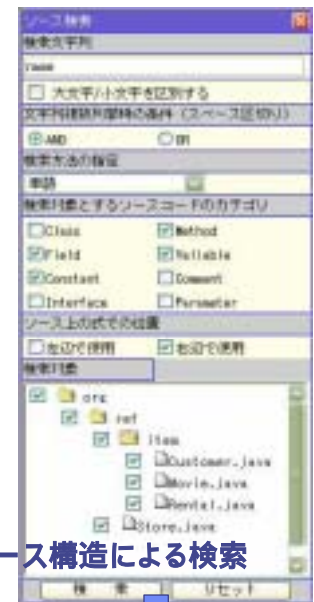 ソース検索
検索文字列
name
大文字/小文字を区別する
文字列複数列挙時の条件 (スペース区切り)
AND OR
検索方法の指定
単語
検索対象とするソースコードのカテゴリ
Class Method
Field Valiable
Constant Comment
Interface Parameter
ソース上の式での位置
左辺で使用 右辺で使用
検索対象
org
ref
item
Customer.java
Movie.java
Rental.java
Store.java
ース構造による検索
検 索 リセット